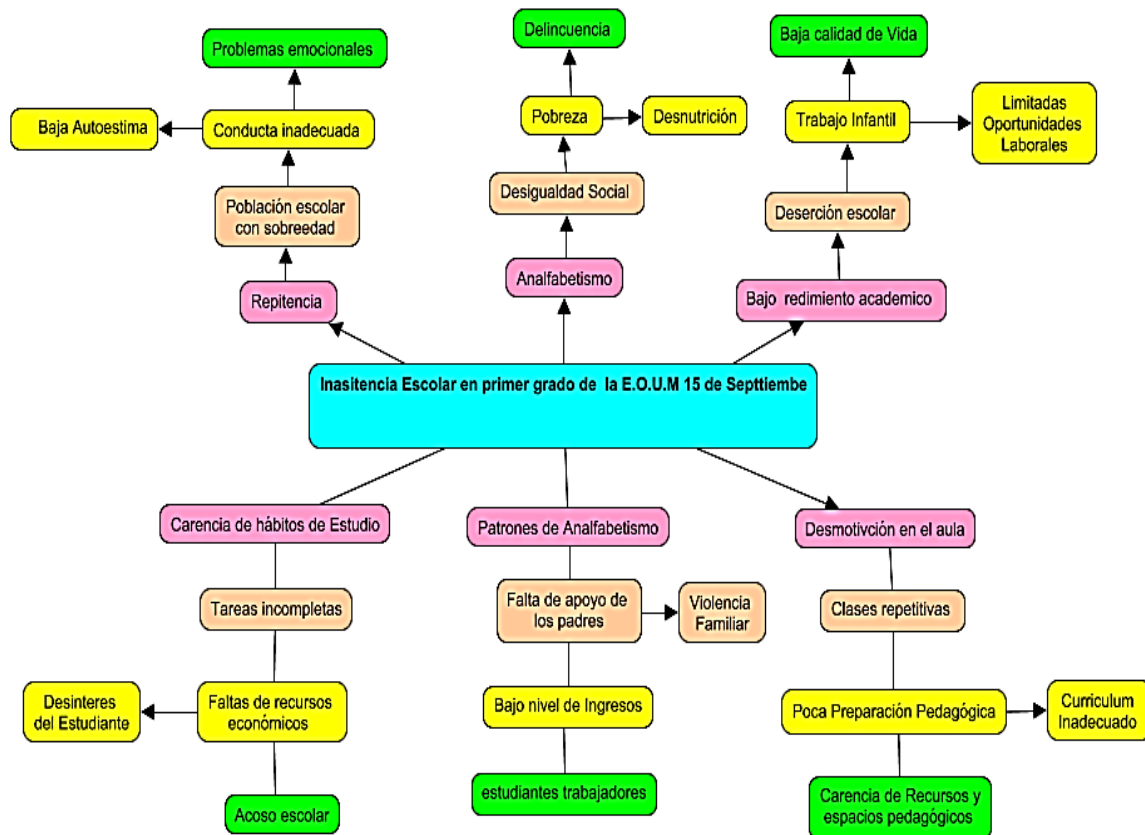 Problemas emocionales
Delincuencia
Baja calidad de Vida
Baja Autoestima
Conducta inadecuada
Pobreza
Desnutrición
Trabajo Infantil
Limitadas
Oportunidades
Laborales
Población escolar
con sobreedad
Desigualdad Social
Deserción escolar
Repitencia
Analfabetismo
Bajo redimiento academico
Inasitencia Escolar en primer grado de la E.O.U.M 15 de Septtiembe
Carencia de hábitos de Estudio
Patrones de Analfabetismo
Desmotivción en el aula
Tareas incompletas
Falta de apoyo de
los padres
Violencia
Familiar
Clases repetitivas
Desinteres
del Estudiante
Faltas de recursos
económicos
Bajo nivel de Ingresos
Poca Preparación Pedagógica
Curriculum
Inadecuado
Acoso escolar
estudiantes trabajadores
Carencia de Recursos y
espacios pedagógicos